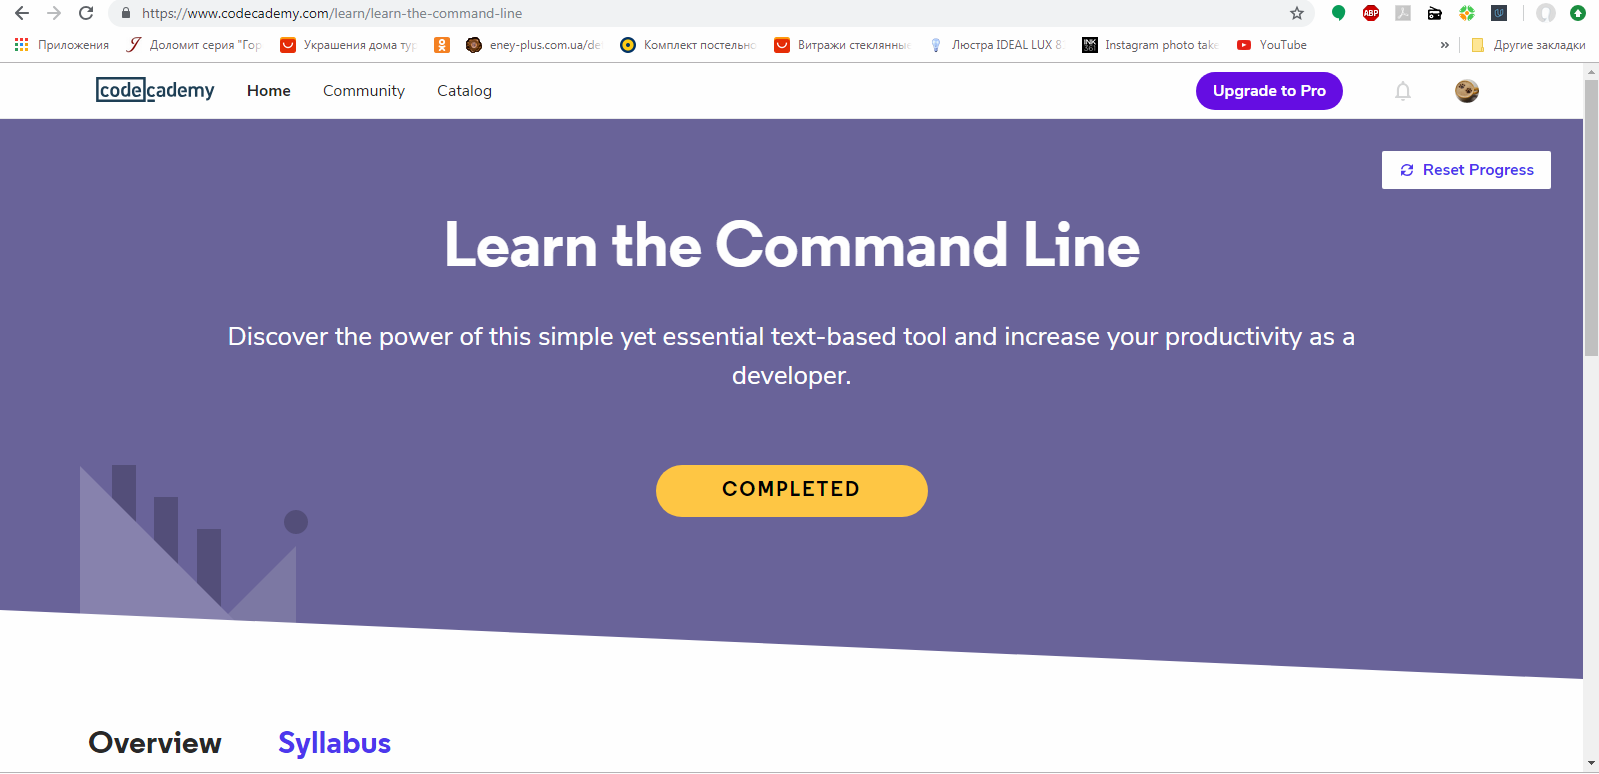 https://www.codecademy.com/learn/learn-the-command-line
ABP
Приложения
Доломит серия "Гор
Украшения дома тур
eney-plus.com.ua/de
Комплект постельно
Витражи стеклянные
Люстра IDEAL LUX 8
INK 361
Instagram photo take
YouTube
»
Другие закладки
codecademy
Home
Community
Catalog
Upgrade to Pro
Reset Progress
Learn the Command Line
Discover the power of this simple yet essential text-based tool and increase your productivity as a
developer.
COMPLETED
Overview
Syllabus